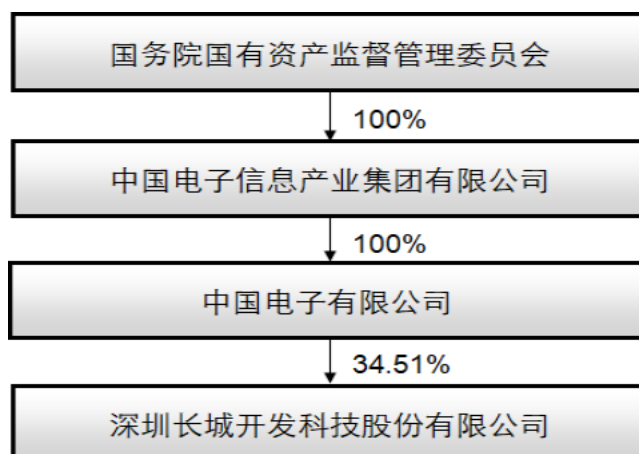 国务院国有资产监督管理委员会
100%
中国电子信息产业集团有限公司
100%
中国电子有限公司
34.51%
深圳长城开发科技股份有限公司